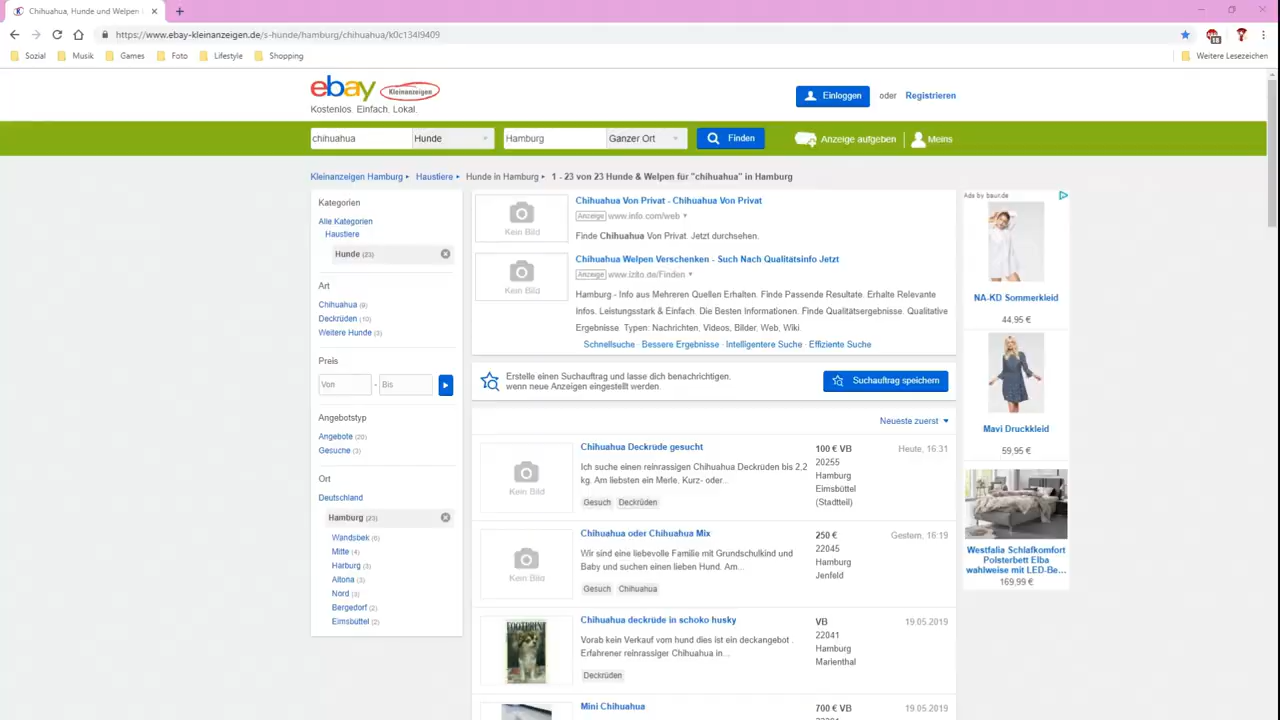 Chihuahua, Hunde und Welpen
https://www.ebay-kleinanzeigen.de/s-hunde/hamburg/chihuahua/k0c134l9409
18
Sozial
Musik
Games
Foto
Lifestyle
Shopping
Weitere Lesezeichen
ebay Kleinanzeigen
Kostenlos. Einfach. Lokal.
Einloggen oder Registrieren
chihuahua
Hunde
Hamburg
Ganzer Ort
Finden
Anzeige aufgeben
Meins
Kleinanzeigen Hamburg
Haustiere
Hunde in Hamburg
1 - 23 von 23 Hunde & Welpen für "chihuahua" in Hamburg
Kategorien
Alle Kategorien
Haustiere
Hunde (23)
Art
Chihuahua (9)
Deckrüden (10)
Weitere Hunde (3)
Preis
Von - Bis
Angebotstyp
Angebote (20)
Gesuche (3)
Ort
Deutschland
Hamburg (23)
Wandsbek (6)
Mitte (4)
Harburg (3)
Altona (3)
Nord (3)
Bergedorf (2)
Eimsbüttel (2)
Kein Bild
Chihuahua Von Privat - Chihuahua Von Privat
Anzeige www.info.com/web
Finde Chihuahua Von Privat. Jetzt durchsehen.
Kein Bild
Chihuahua Welpen Verschenken - Such Nach Qualitätsinfo Jetzt
Anzeige www.izito.de/Finden
Hamburg - Info aus Mehreren Quellen Erhalten. Finde Passende Resultate. Erhalte Relevante
Infos. Leistungsstark & Einfach. Die Besten Informationen. Finde Qualitätsergebnisse. Qualitative
Ergebnisse Typen: Nachrichten, Videos, Bilder, Web, Wiki.
Schnellsuche · Bessere Ergebnisse · Intelligentere Suche · Effiziente Suche
Erstelle einen Suchauftrag und lasse dich benachrichtigen,
wenn neue Anzeigen eingestellt werden.
Suchauftrag speichern
Neueste zuerst
Kein Bild
Chihuahua Deckrüde gesucht
Ich suche einen reinrassigen Chihuahua Deckrüden bis 2,2
kg. Am liebsten ein Merle. Kurz- oder...
Gesuch Deckrüden
100 € VB
20255
Hamburg
Eimsbüttel
(Stadtteil)
Heute, 16:31
Kein Bild
Chihuahua oder Chihuahua Mix
Wir sind eine liebevolle Familie mit Grundschulkind und
Baby und suchen einen lieben Hund. Am...
Gesuch Chihuahua
250 €
22045
Hamburg
Jenfeld
Gestern, 16:19
Chihuahua deckrüde in schoko husky
Vorab kein Verkauf vom hund dies ist ein deckangebot .
Erfahrener reinrassiger Chihuahua in...
Deckrüden
VB
22041
Hamburg
Marienthal
19.05.2019
Mini Chihuahua
700 € VB
19.05.2019
Ads by baur.de
NA-KD Sommerkleid
44,95 €
Mavi Druckkleid
59,95 €
Westfalia Schlafkomfort
Polsterbett Elba
wahlweise mit LED-Be...
169,99 €